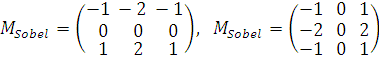 M_Sobel = (−1 −2 −1
0 0 0
1 2 1), M_Sobel = (−1 0 1
−2 0 2
−1 0 1)